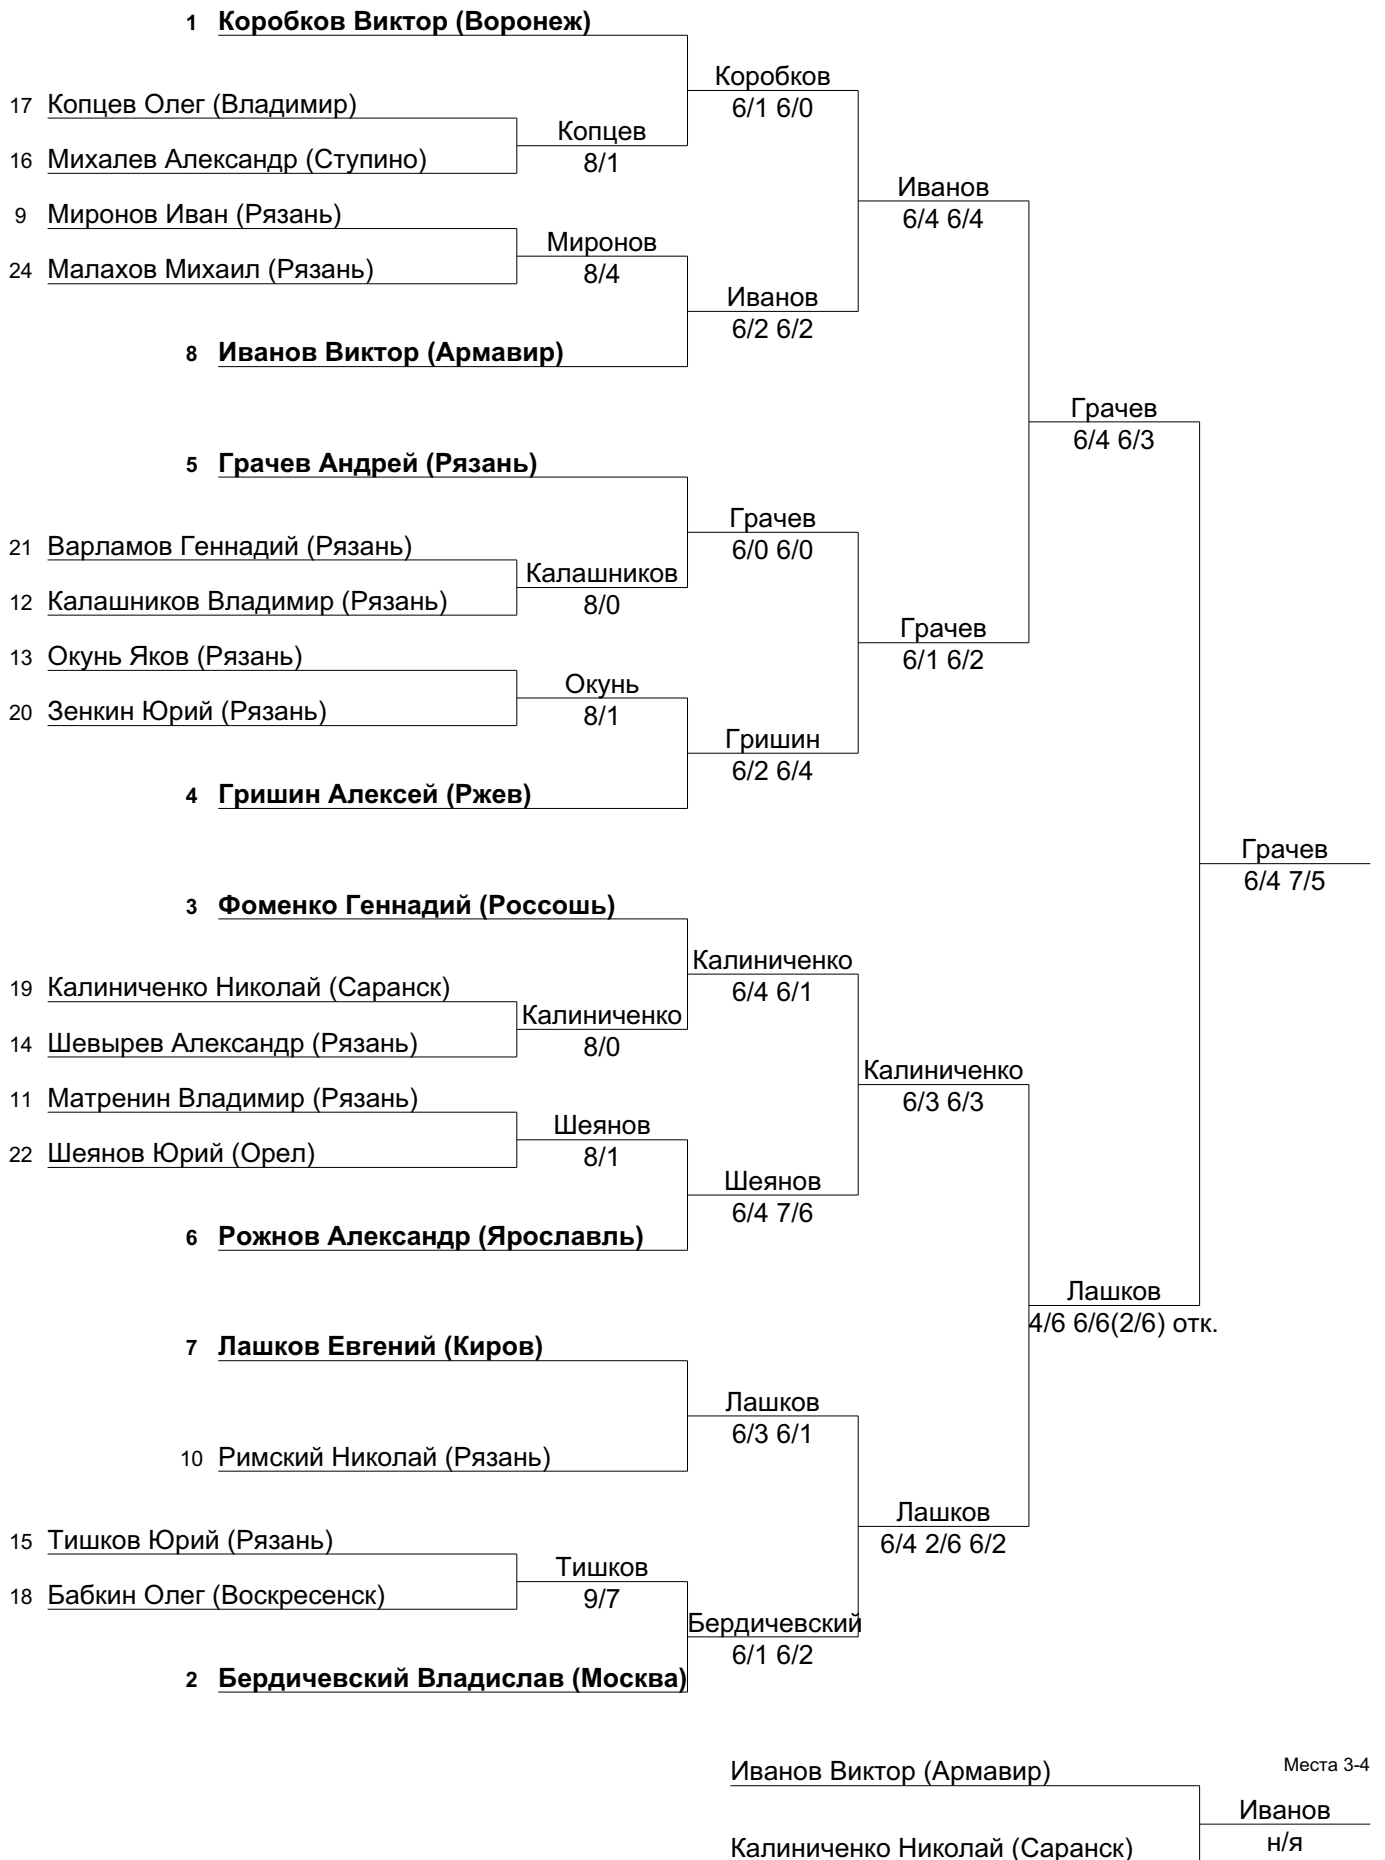 1 Коробков Виктор (Воронеж)
Коробков
6/1 6/0
17 Копцев Олег (Владимир)
Копцев
8/1
16 Михалев Александр (Ступино)
Иванов
6/4 6/4
9 Миронов Иван (Рязань)
Миронов
8/4
24 Малахов Михаил (Рязань)
Иванов
6/2 6/2
8 Иванов Виктор (Армавир)
Грачев
6/4 6/3
5 Грачев Андрей (Рязань)
Грачев
6/0 6/0
21 Варламов Геннадий (Рязань)
Калашников
8/0
12 Калашников Владимир (Рязань)
Грачев
6/1 6/2
13 Окунь Яков (Рязань)
Окунь
8/1
20 Зенкин Юрий (Рязань)
Гришин
6/2 6/4
4 Гришин Алексей (Ржев)
Грачев
6/4 7/5
3 Фоменко Геннадий (Россошь)
Калиниченко
6/4 6/1
19 Калиниченко Николай (Саранск)
Калиниченко
8/0
14 Шевырев Александр (Рязань)
Калиниченко
6/3 6/3
11 Матренин Владимир (Рязань)
Шеянов
8/1
22 Шеянов Юрий (Орел)
Шеянов
6/4 7/6
6 Рожнов Александр (Ярославль)
Лашков
4/6 6/6(2/6) отк.
7 Лашков Евгений (Киров)
Лашков
6/3 6/1
10 Римский Николай (Рязань)
Лашков
6/4 2/6 6/2
15 Тишков Юрий (Рязань)
Тишков
9/7
18 Бабкин Олег (Воскресенск)
Бердичевский
6/1 6/2
2 Бердичевский Владислав (Москва)
Места 3-4
Иванов Виктор (Армавир)
Иванов
н/я
Калиниченко Николай (Саранск)